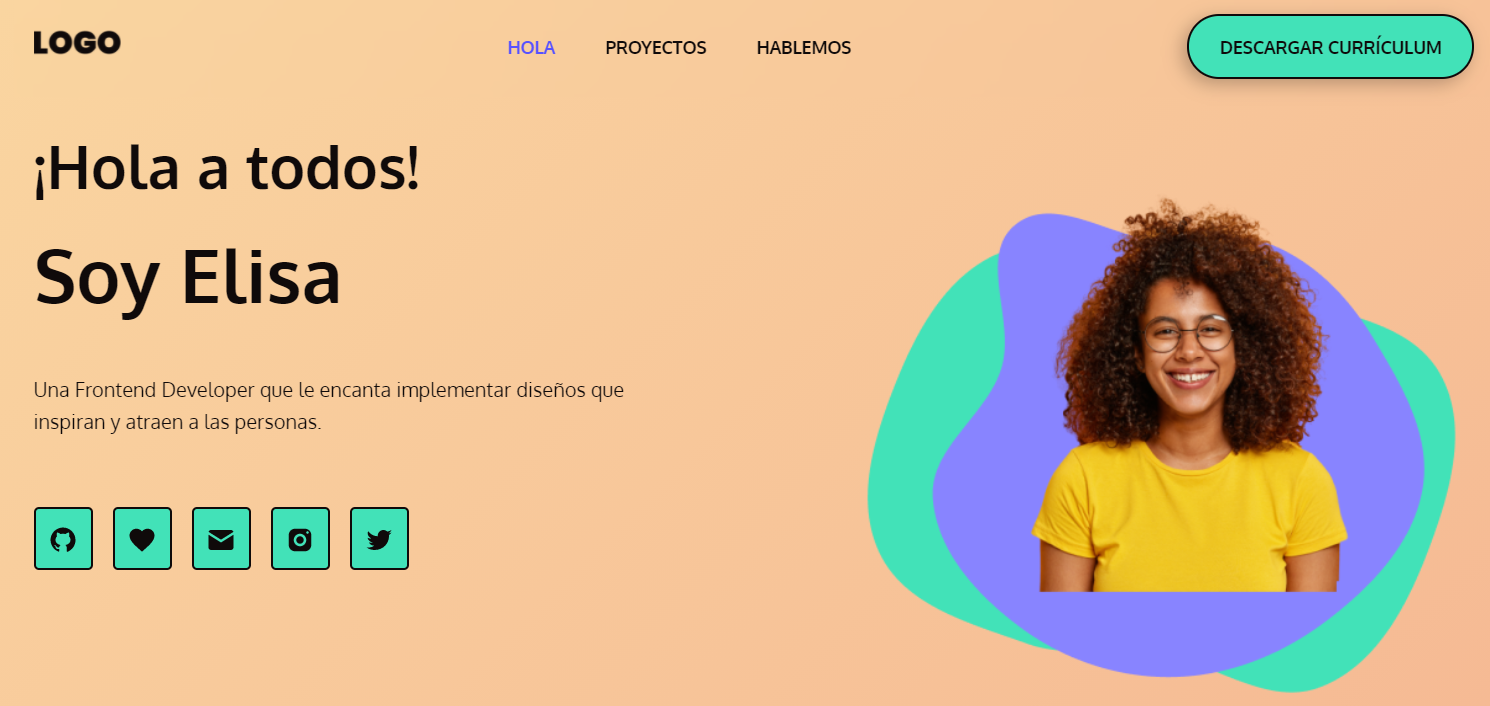 LOGO
HOLA
PROYECTOS
HABLEMOS
DESCARGAR CURRÍCULUM
¡Hola a todos!
Soy Elisa
Una Frontend Developer que le encanta implementar diseños que
inspiran y atraen a las personas.